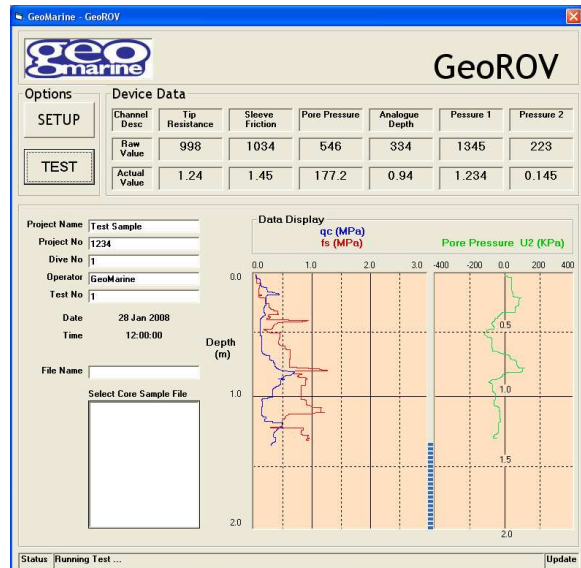 GeoMarine - GeoROV
geo
marine
GeoROV
Options
SETUP
TEST
Device Data
Channel Desc Tip Resistance Sleeve Friction Pore Pressure Analogue Depth Pessure 1 Pressure 2
Raw Value 998 1034 546 334 1345 223
Actual Value 1.24 1.45 177.2 0.94 1.234 0.145
Project Name Test Sample
Project No 1234
Dive No 1
Operator GeoMarine
Test No 1
Date 28 Jan 2008
Time 12:00:00
File Name
Select Core Sample File
Data Display
qc (MPa)
fs (MPa) Pore Pressure U2 (KPa)
0.0 1.0 2.0 3.0 -400 -200 0.0 200 400
0.0
0.5
Depth
(m)
1.0 1.0
1.5
2.0
2.0
Status Running Test ... Update